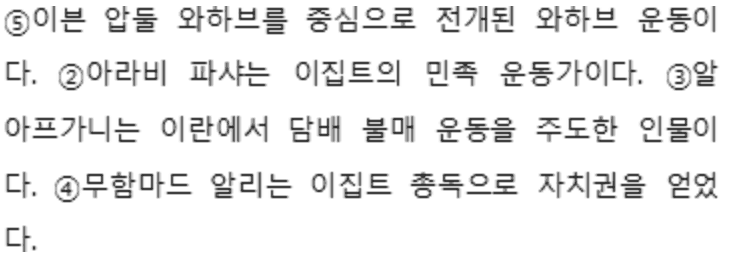 ⑤이븐 압둘 와하브를 중심으로 전개된 와하브 운동이
다. ②아라비 파샤는 이집트의 민족 운동가이다. ③알
아프가니는 이란에서 담배 불매 운동을 주도한 인물이
다. ④무함마드 알리는 이집트 총독으로 자치권을 얻었
다.